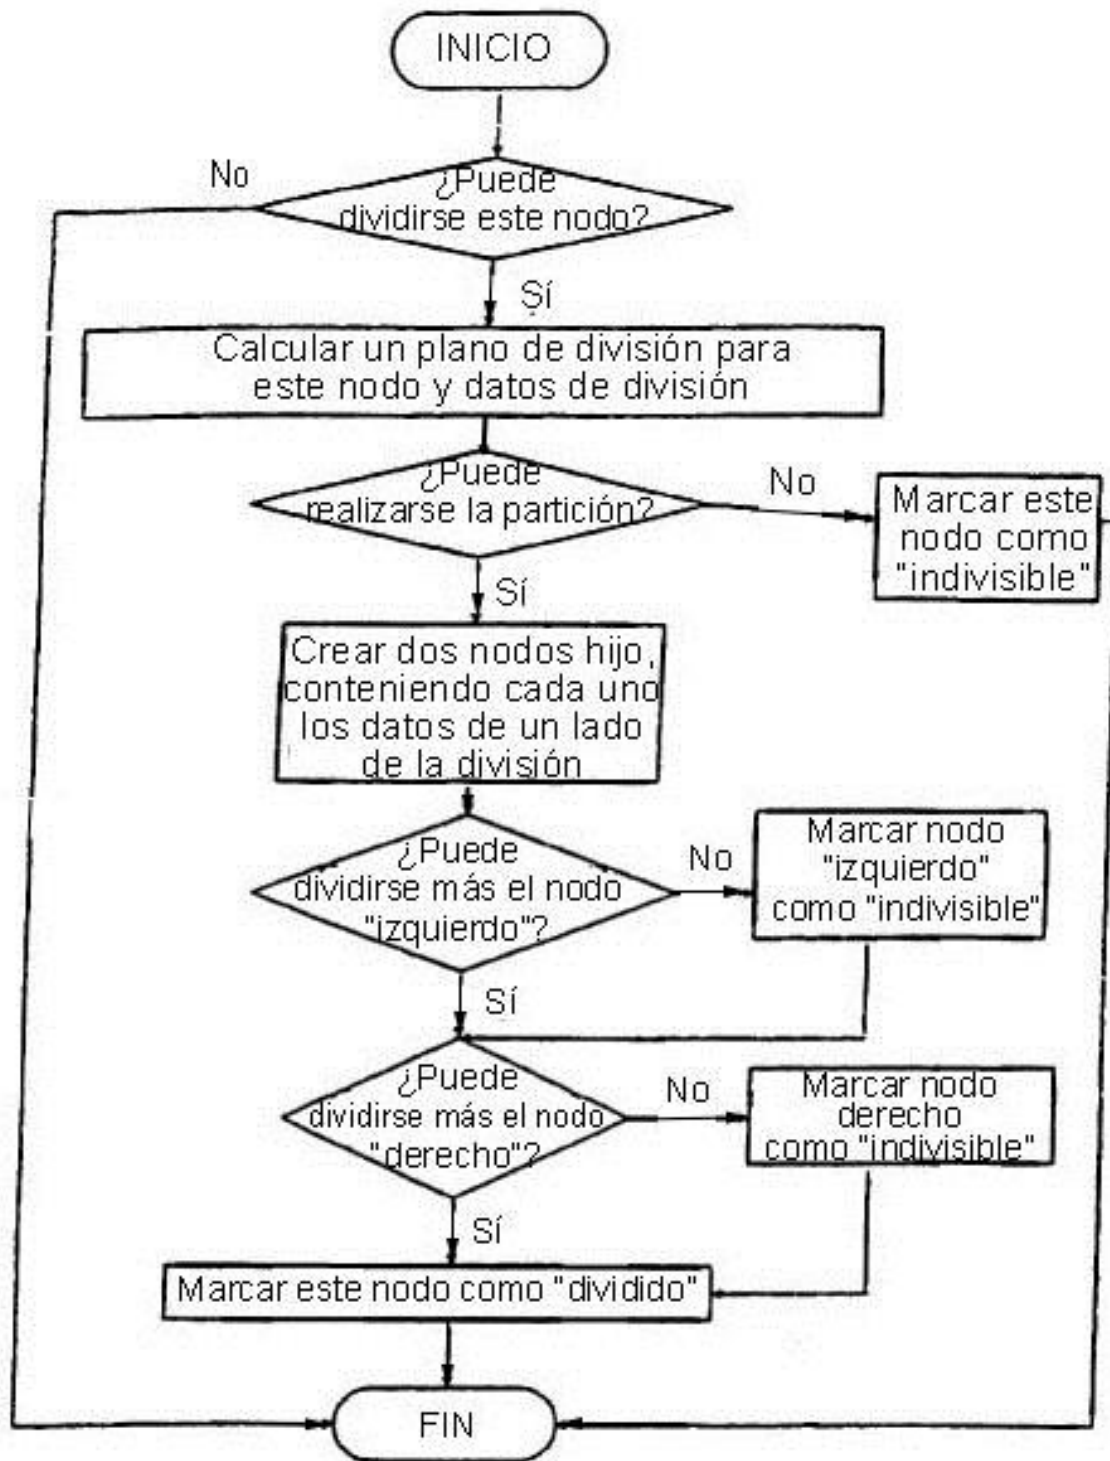 INICIO
No
¿Puede
dividirse este nodo?
Sí
Calcular un plano de división para
este nodo y datos de división
¿Puede
realizarse la partición?
No
Marcar este
nodo como
"indivisible"
Sí
Crear dos nodos hijo,
conteniendo cada uno
los datos de un lado
de la división
¿Puede
dividirse más el nodo
"izquierdo"?
No
Marcar nodo
"izquierdo"
como "indivisible"
Sí
¿Puede
dividirse más el nodo
"derecho"?
No
Marcar nodo
derecho
como "indivisible"
Sí
Marcar este nodo como "dividido"
FIN